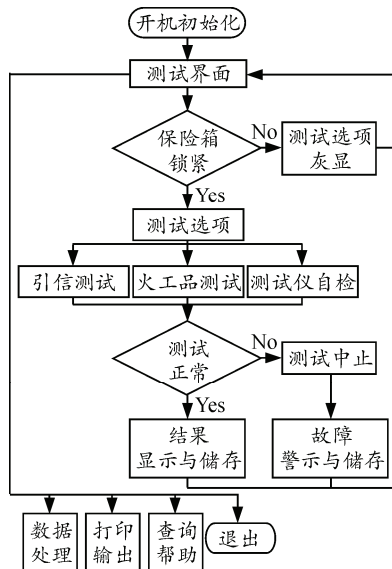 开机初始化
测试界面
保险箱
锁紧
No
测试选项
灰显
Yes
测试选项
引信测试
火工品测试
测试仪自检
测试
正常
No
测试中止
Yes
结果
显示与储存
故障
警示与储存
数据
处理
打印
输出
查询
帮助
退出